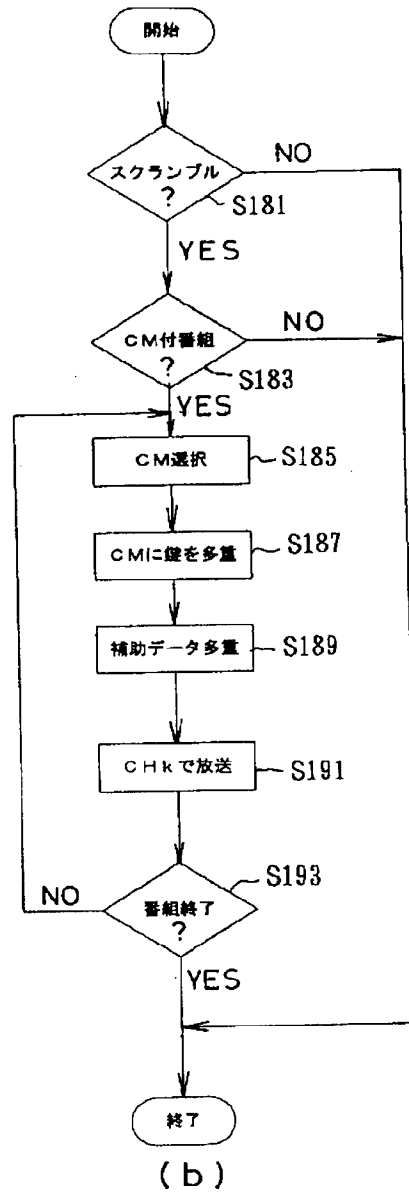 開始
スクランブル
?
NO
S181
YES
CM付番組
?
NO
S183
YES
CM選択
S185
CMに鍵を多重
S187
補助データ多重
S189
CHkで放送
S191
番組終了
?
S193
NO
YES
終了
(b)